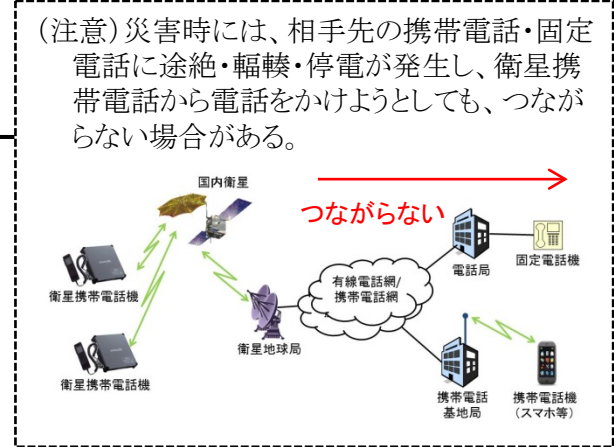 (注意)災害時には、相手先の携帯電話・固定
電話に途絶・輻輳・停電が発生し、衛星携
帯電話から電話をかけようとしても、つなが
らない場合がある。
国内衛星
つながらない
衛星携帯電話機
衛星携帯電話機
衛星地球局
有線電話網/
携帯電話網
電話局
固定電話機
携帯電話
基地局
携帯電話機
(スマホ等)